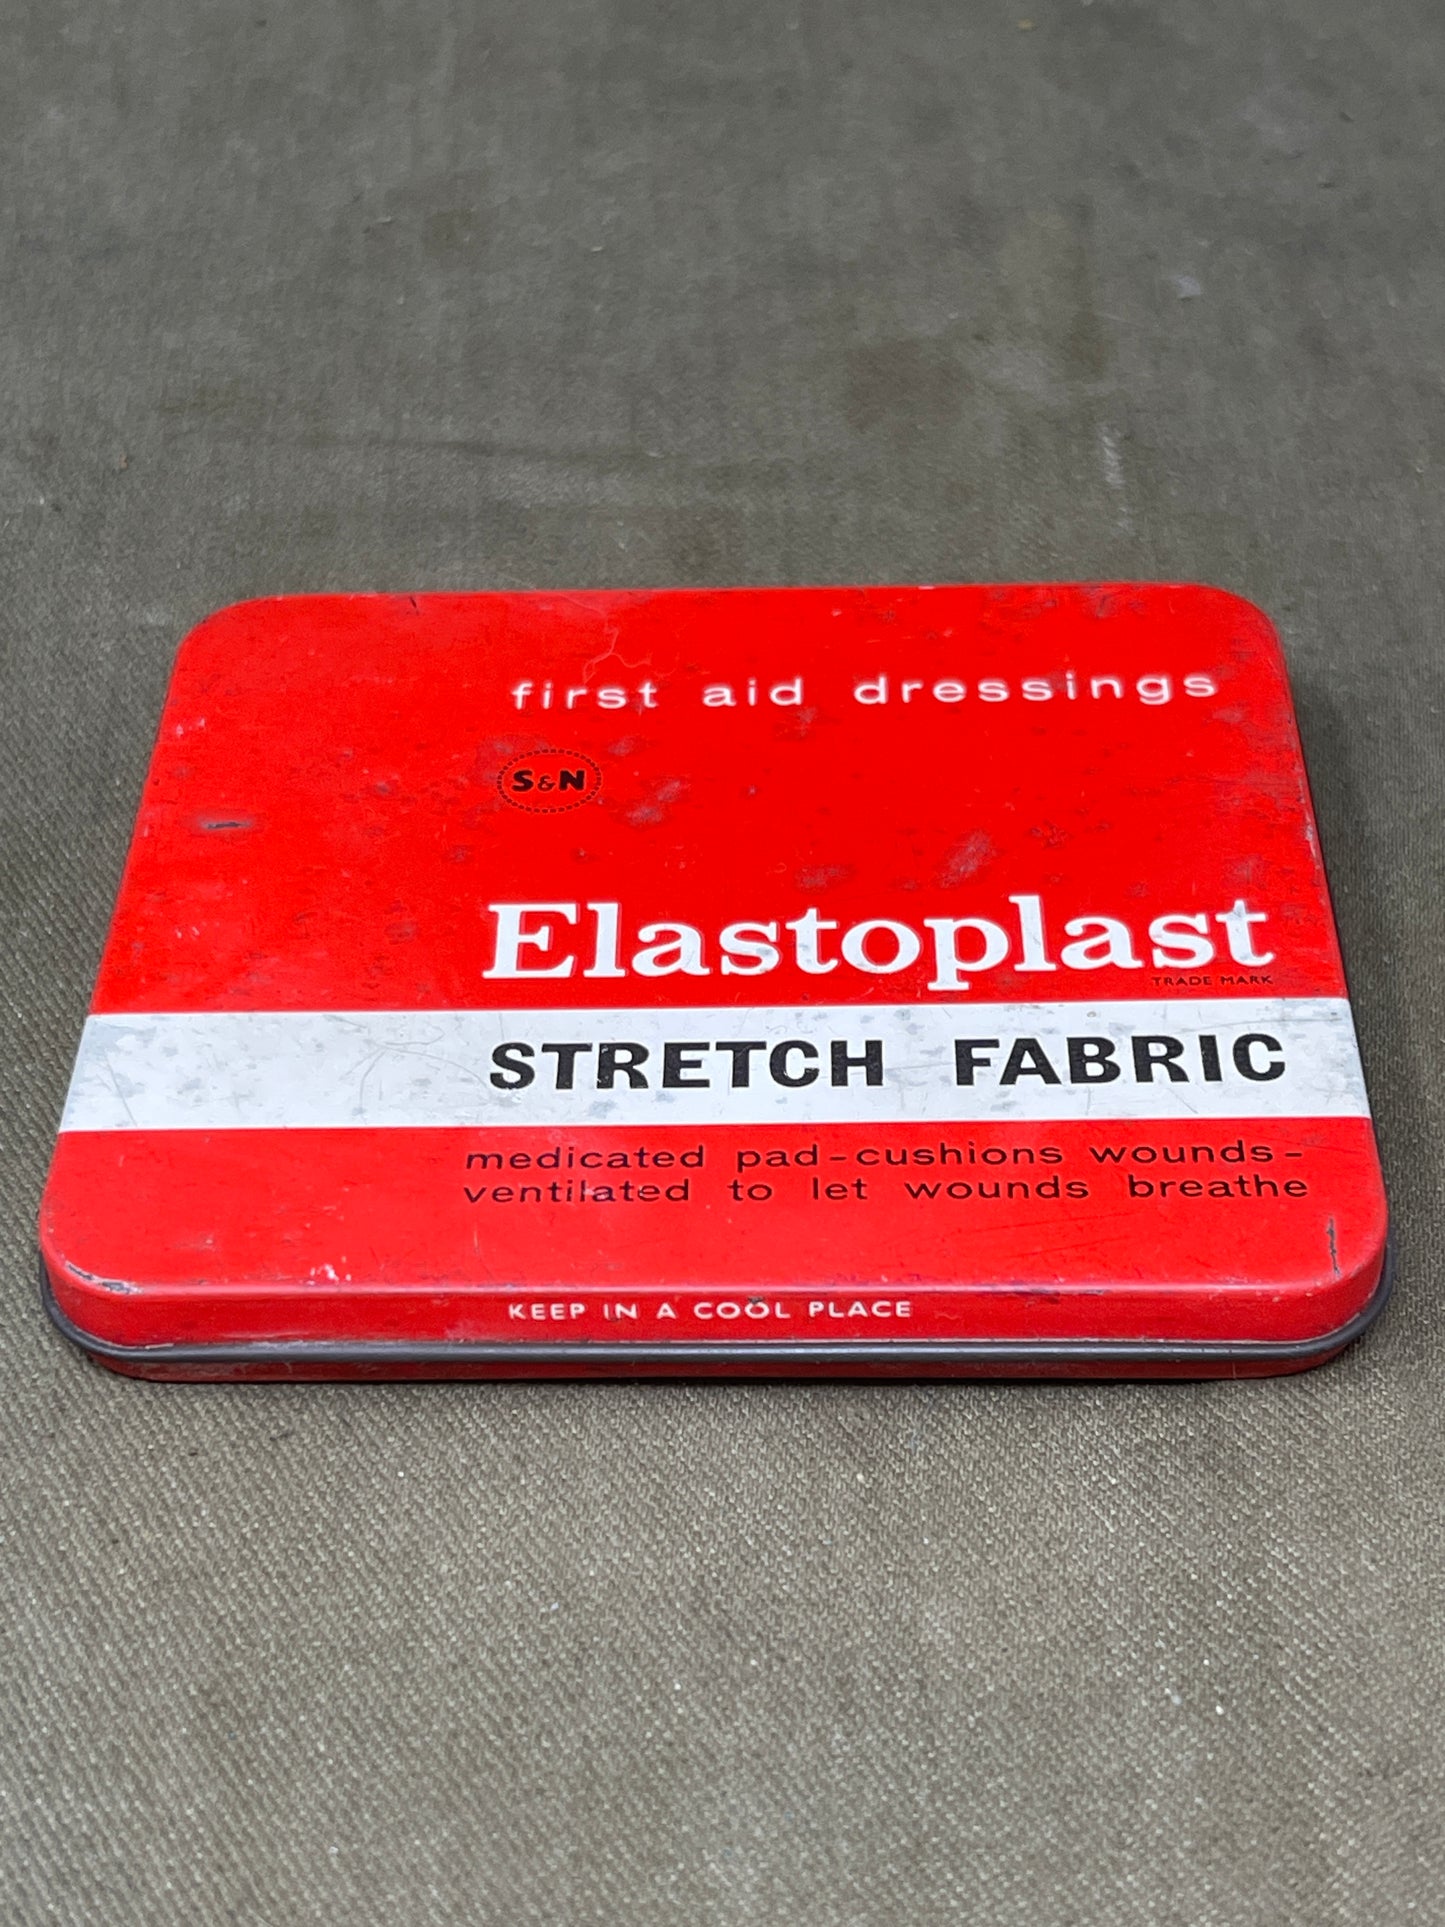 first aid dressings
S&N
Elastoplast
TRADE MARK
STRETCH FABRIC
medicated pad-cushions wounds-
ventilated to let wounds breathe
KEEP IN A COOL PLACE